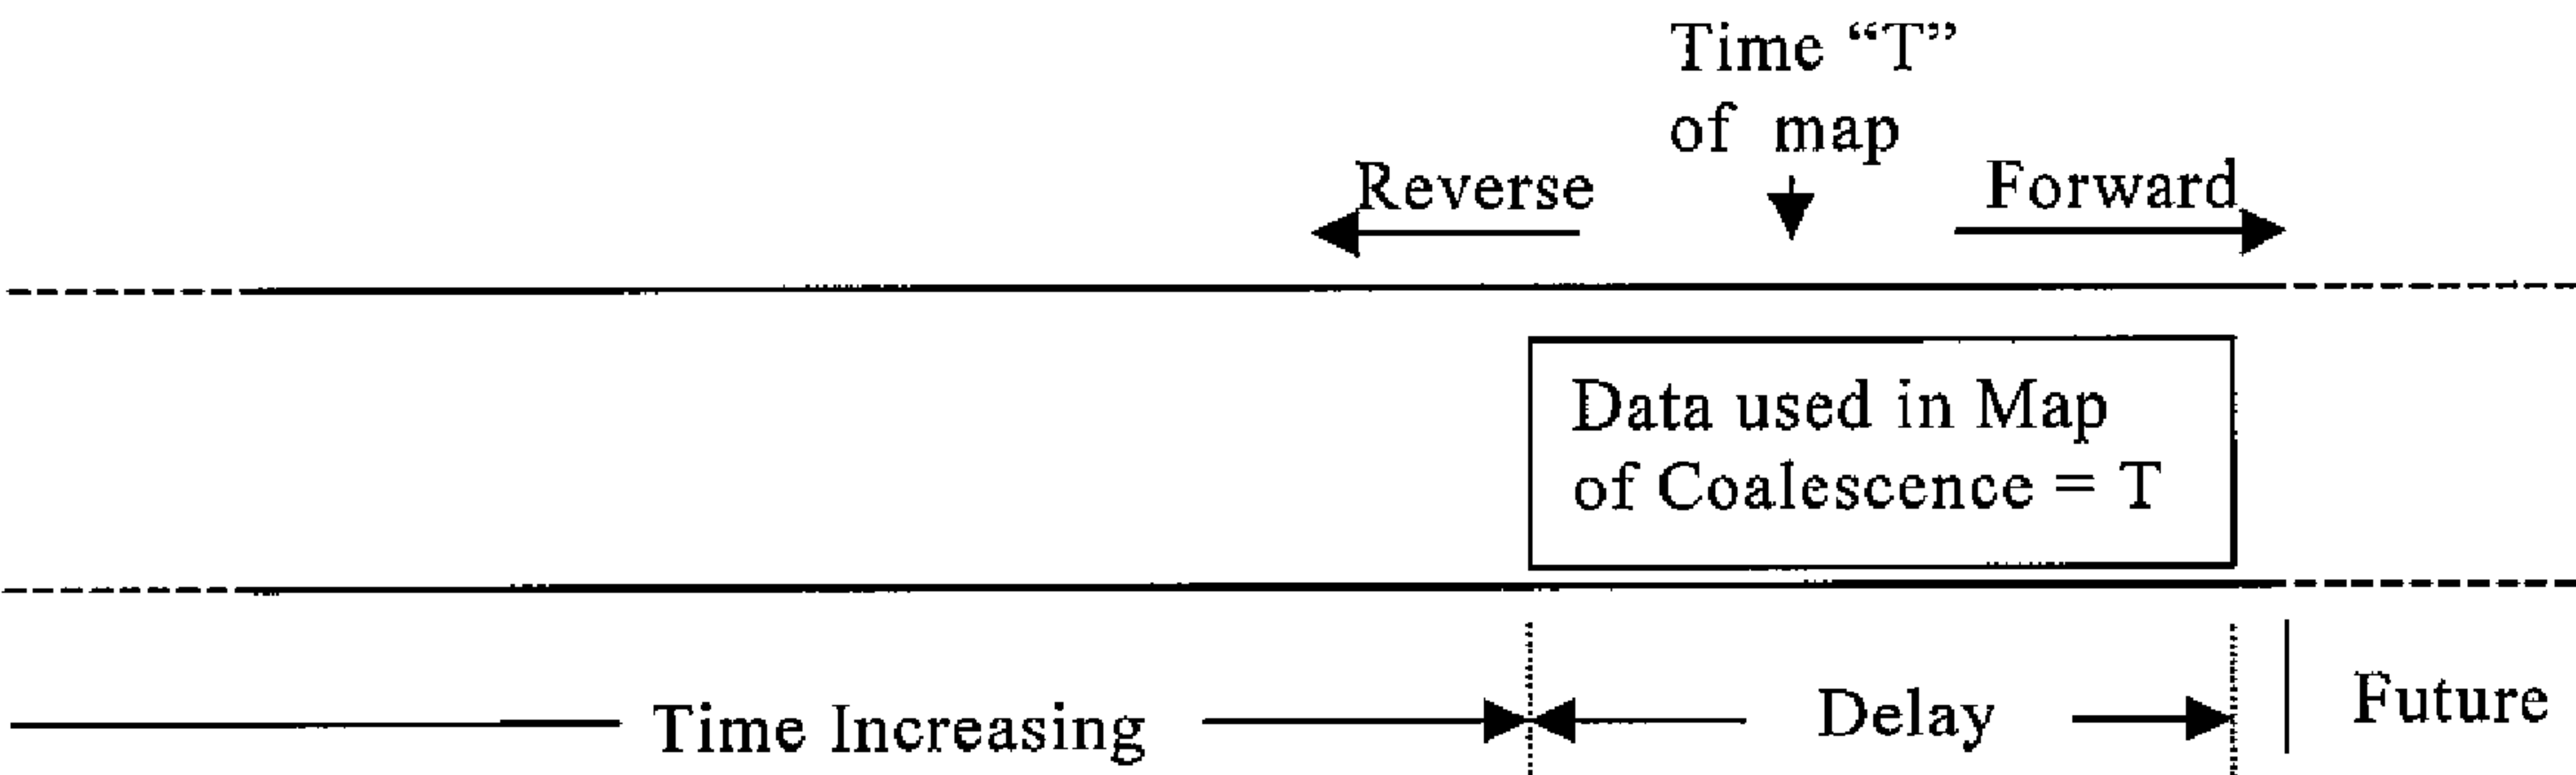 Time “T”
of map
Reverse
Forward
Data used in Map
of Coalescence = T
Time Increasing
Delay
Future